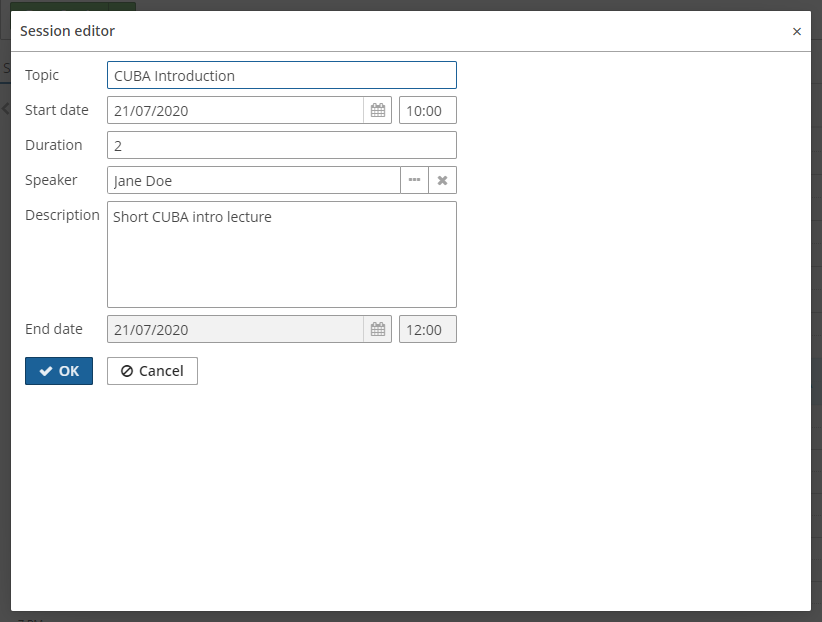 Session editor
×
Topic CUBA Introduction
Start date 21/07/2020 10:00
Duration 2
Speaker Jane Doe
Description Short CUBA intro lecture
End date 21/07/2020 12:00
OK Cancel